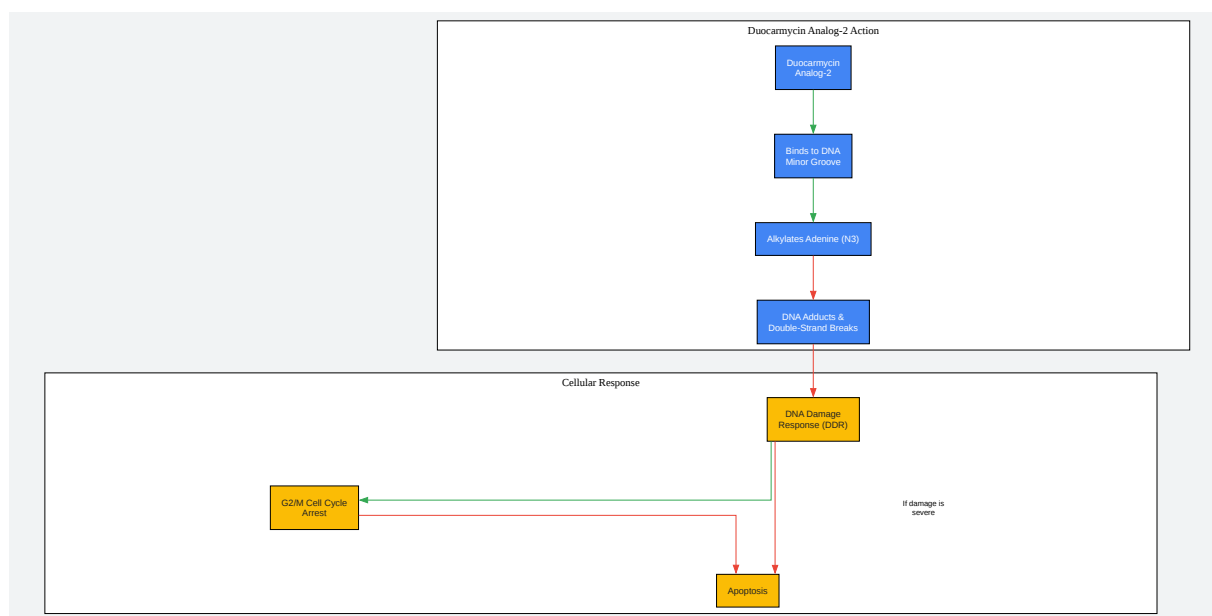 Duocarmycin Analog-2 Action
Duocarmycin
Analog-2
Binds to DNA
Minor Groove
Alkylates Adenine (N3)
DNA Adducts &
Double-Strand Breaks
Cellular Response
DNA Damage
Response (DDR)
G2/M Cell Cycle
Arrest
If damage is
severe
Apoptosis